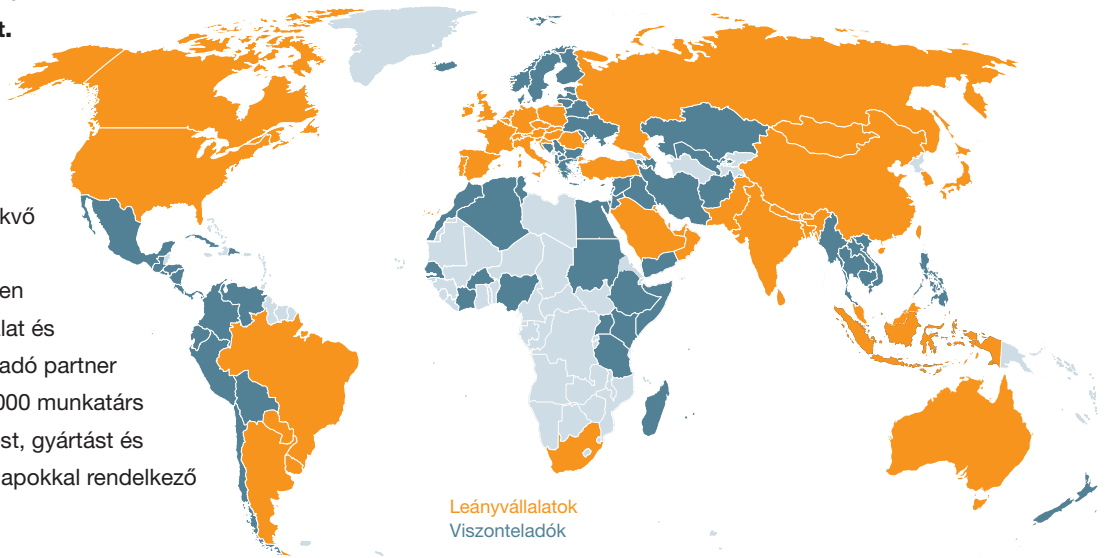 t.
kvő
en
lat és
adó partner
000 munkatárs
st, gyártást és
apokkal rendelkező
Leányvállalatok
Viszonteladók